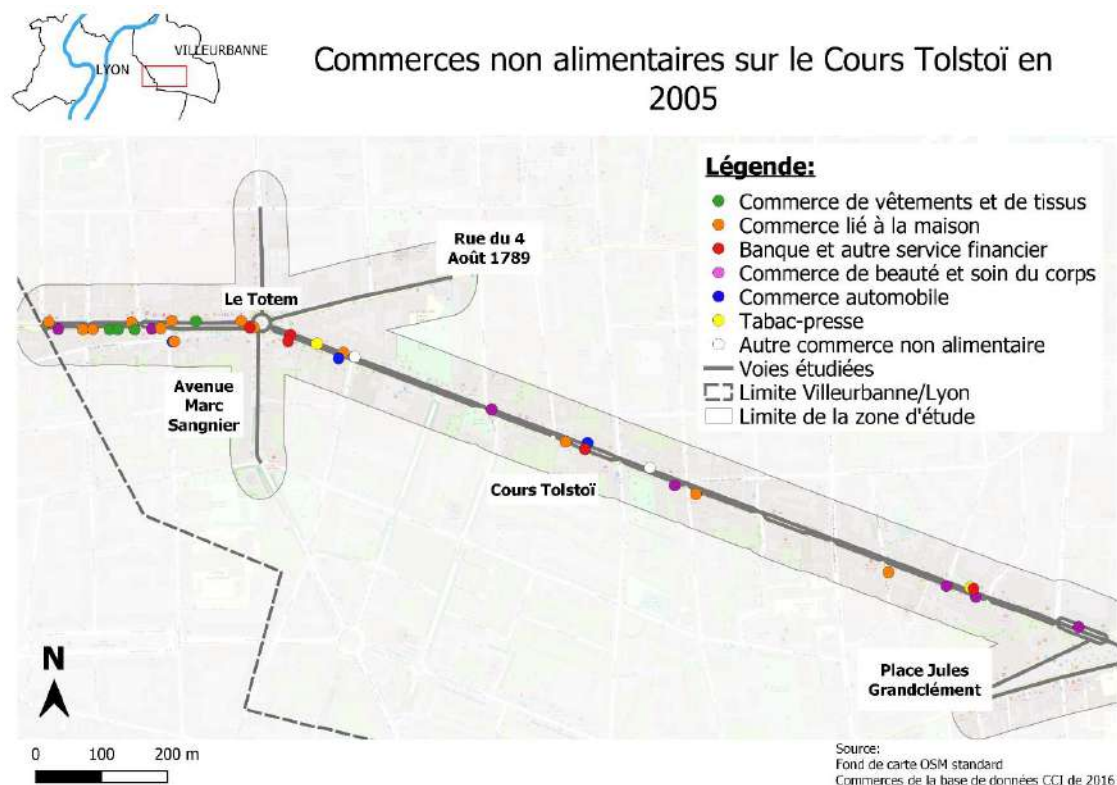 VILLEURBANNE
LYON
Commerces non alimentaires sur le Cours Tolstoï en
2005
Légende:
Commerce de vêtements et de tissus
Commerce lié à la maison
Banque et autre service financier
Commerce de beauté et soin du corps
Commerce automobile
Tabac-presse
Autre commerce non alimentaire
Voies étudiées
Limite Villeurbanne/Lyon
Limite de la zone d'étude
Rue du 4
Août 1789
Le Totem
Avenue
Marc
Sangnier
Cours Tolstoï
Place Jules
Grandclément
N
0 100 200 m
Source:
Fond de carte OSM standard
Commerces de la base de données CCI de 2016